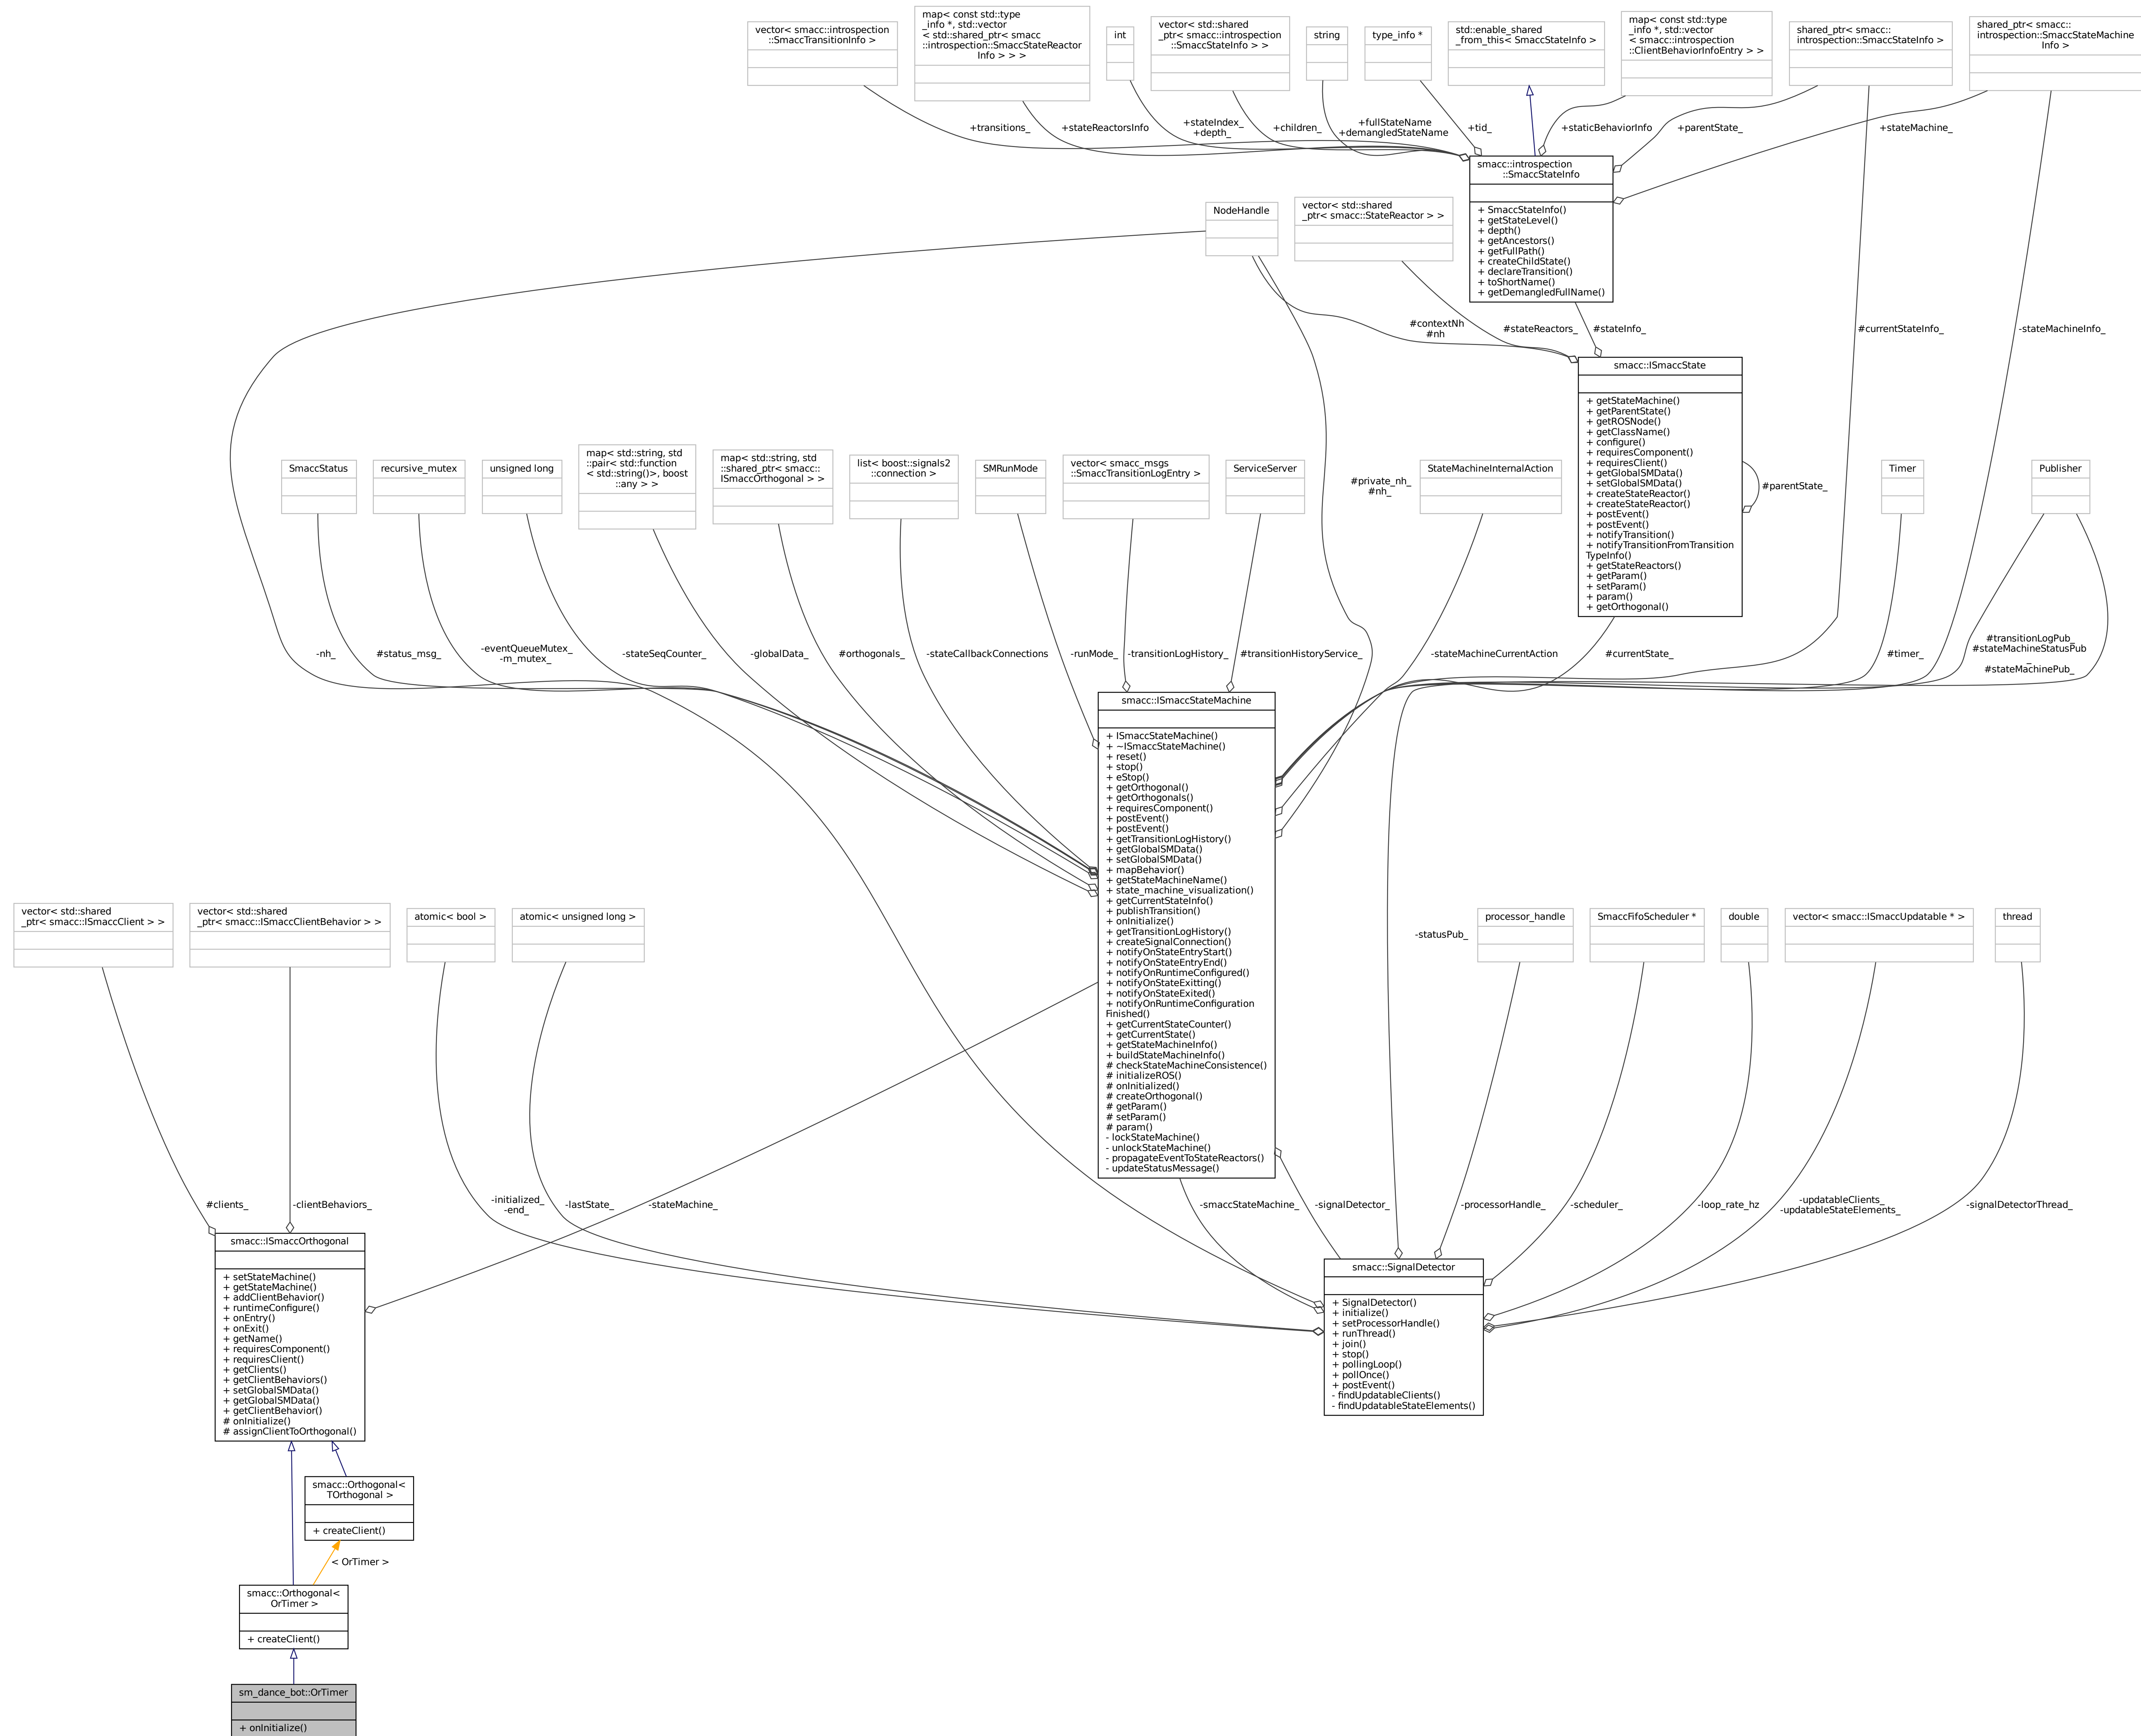 vector< smacc::introspection
::SmaccTransitionInfo >
map< const std::type
_info *, std::vector
< std::shared_ptr< smacc
::introspection::SmaccStateReactor
Info > > >
int
vector< std::shared
_ptr< smacc::introspection
::SmaccStateInfo > >
string
type_info *
std::enable_shared
_from_this< SmaccStateInfo >
map< const std::type
_info *, std::vector
< smacc::introspection
::ClientBehaviorInfoEntry > >
shared_ptr< smacc::
introspection::SmaccStateInfo >
shared_ptr< smacc::
introspection::SmaccStateMachine
Info >
+transitions_
+stateReactorsInfo
+stateIndex_
+depth_
+children_
+fullStateName
+demangledStateName
+tid_
+staticBehaviorInfo
+parentState_
+stateMachine_
smacc::introspection
::SmaccStateInfo
+ SmaccStateInfo()
+ getStateLevel()
+ depth()
+ getAncestors()
+ getFullPath()
+ createChildState()
+ declareTransition()
+ toShortName()
+ getDemangledFullName()
NodeHandle
vector< std::shared
_ptr< smacc::StateReactor > >
#contextNh
#nh
#stateReactors_
#stateInfo_
#currentStateInfo_
-stateMachineInfo_
smacc::ISmaccState
+ getStateMachine()
+ getParentState()
+ getROSNode()
+ getClassName()
+ configure()
+ requiresComponent()
+ requiresClient()
+ getGlobalSMData()
+ setGlobalSMData()
+ createStateReactor()
+ createStateReactor()
+ postEvent()
+ postEvent()
+ notifyTransition()
+ notifyTransitionFromTransition
TypeInfo()
+ getStateReactors()
+ getParam()
+ setParam()
+ param()
+ getOrthogonal()
#parentState_
SmaccStatus
recursive_mutex
unsigned long
map< std::string, std
::pair< std::function
< std::string()>, boost
::any > >
map< std::string, std
::shared_ptr< smacc::
ISmaccOrthogonal > >
list< boost::signals2
::connection >
SMRunMode
vector< smacc_msgs
::SmaccTransitionLogEntry >
ServiceServer
#private_nh_
#nh_
StateMachineInternalAction
Timer
Publisher
-nh_
#status_msg_
-eventQueueMutex_
-m_mutex_
-stateSeqCounter_
-globalData_
#orthogonals_
-stateCallbackConnections
-runMode_
-transitionLogHistory_
#transitionHistoryService_
-stateMachineCurrentAction
#currentState_
#timer_
#transitionLogPub_
#stateMachineStatusPub
_
#stateMachinePub_
smacc::ISmaccStateMachine
+ ISmaccStateMachine()
+ ~ISmaccStateMachine()
+ reset()
+ stop()
+ eStop()
+ getOrthogonal()
+ getOrthogonals()
+ requiresComponent()
+ postEvent()
+ postEvent()
+ getTransitionLogHistory()
+ getGlobalSMData()
+ setGlobalSMData()
+ mapBehavior()
+ getStateMachineName()
+ state_machine_visualization()
+ getCurrentStateInfo()
+ publishTransition()
+ onInitialize()
+ getTransitionLogHistory()
+ createSignalConnection()
+ notifyOnStateEntryStart()
+ notifyOnStateEntryEnd()
+ notifyOnRuntimeConfigured()
+ notifyOnStateExitting()
+ notifyOnStateExited()
+ notifyOnRuntimeConfiguration
Finished()
+ getCurrentStateCounter()
+ getCurrentState()
+ getStateMachineInfo()
+ buildStateMachineInfo()
# checkStateMachineConsistence()
# initializeROS()
# onInitialized()
# createOrthogonal()
# getParam()
# setParam()
# param()
- lockStateMachine()
- unlockStateMachine()
- propagateEventToStateReactors()
- updateStatusMessage()
vector< std::shared
_ptr< smacc::ISmaccClient > >
vector< std::shared
_ptr< smacc::ISmaccClientBehavior > >
atomic< bool >
atomic< unsigned long >
-statusPub_
processor_handle
SmaccFifoScheduler *
double
vector< smacc::ISmaccUpdatable * >
thread
#clients_
-clientBehaviors_
-initialized_
-end_
-lastState_
-stateMachine_
-smaccStateMachine_
-signalDetector_
-processorHandle_
-scheduler_
-loop_rate_hz
-updatableClients_
-updatableStateElements_
-signalDetectorThread_
smacc::ISmaccOrthogonal
+ setStateMachine()
+ getStateMachine()
+ addClientBehavior()
+ runtimeConfigure()
+ onEntry()
+ onExit()
+ getName()
+ requiresComponent()
+ requiresClient()
+ getClients()
+ getClientBehaviors()
+ setGlobalSMData()
+ getGlobalSMData()
+ getClientBehavior()
# onInitialize()
# assignClientToOrthogonal()
smacc::SignalDetector
+ SignalDetector()
+ initialize()
+ setProcessorHandle()
+ runThread()
+ join()
+ stop()
+ pollingLoop()
+ pollOnce()
+ postEvent()
- findUpdatableClients()
- findUpdatableStateElements()
smacc::Orthogonal<
TOrthogonal >
+ createClient()
< OrTimer >
smacc::Orthogonal<
OrTimer >
+ createClient()
sm_dance_bot::OrTimer
+ onInitialize()